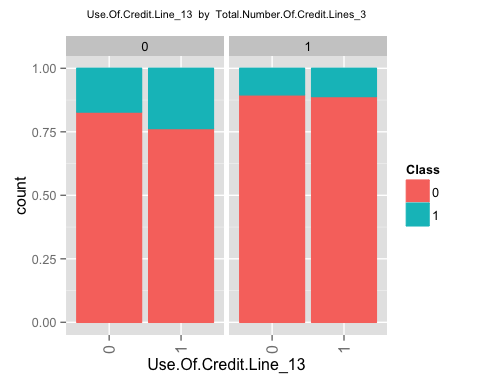 Use.Of.Credit.Line_13 by Total.Number.Of.Credit.Lines_3
0 1
1.00
0.75
0.50
0.25
0.00
count
0 1 0 1
Use.Of.Credit.Line_13
Class
0
1